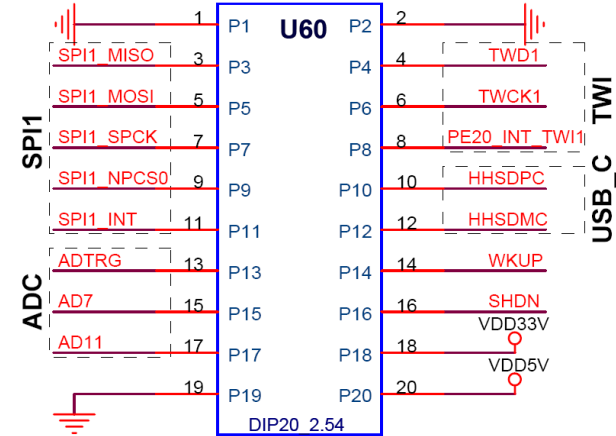 1 P1 U60 P2 2
SPI1_MISO 3 P3 P4 4 TWD1
SPI1_MOSI 5 P5 P6 6 TWCK1
SPI1_SPCK 7 P7 P8 8 PE20_INT_TWI1
SPI1_NPCS0 9 P9 P10 10 HHSDPC
SPI1_INT 11 P11 P12 12 HHSDMC
ADTRG 13 P13 P14 14 WKUP
AD7 15 P15 P16 16 SHDN
VDD33V
AD11 17 P17 P18 18
VDD5V
19 P19 P20 20
DIP20_2.54
SPI1
ADC
TWI
USB_C